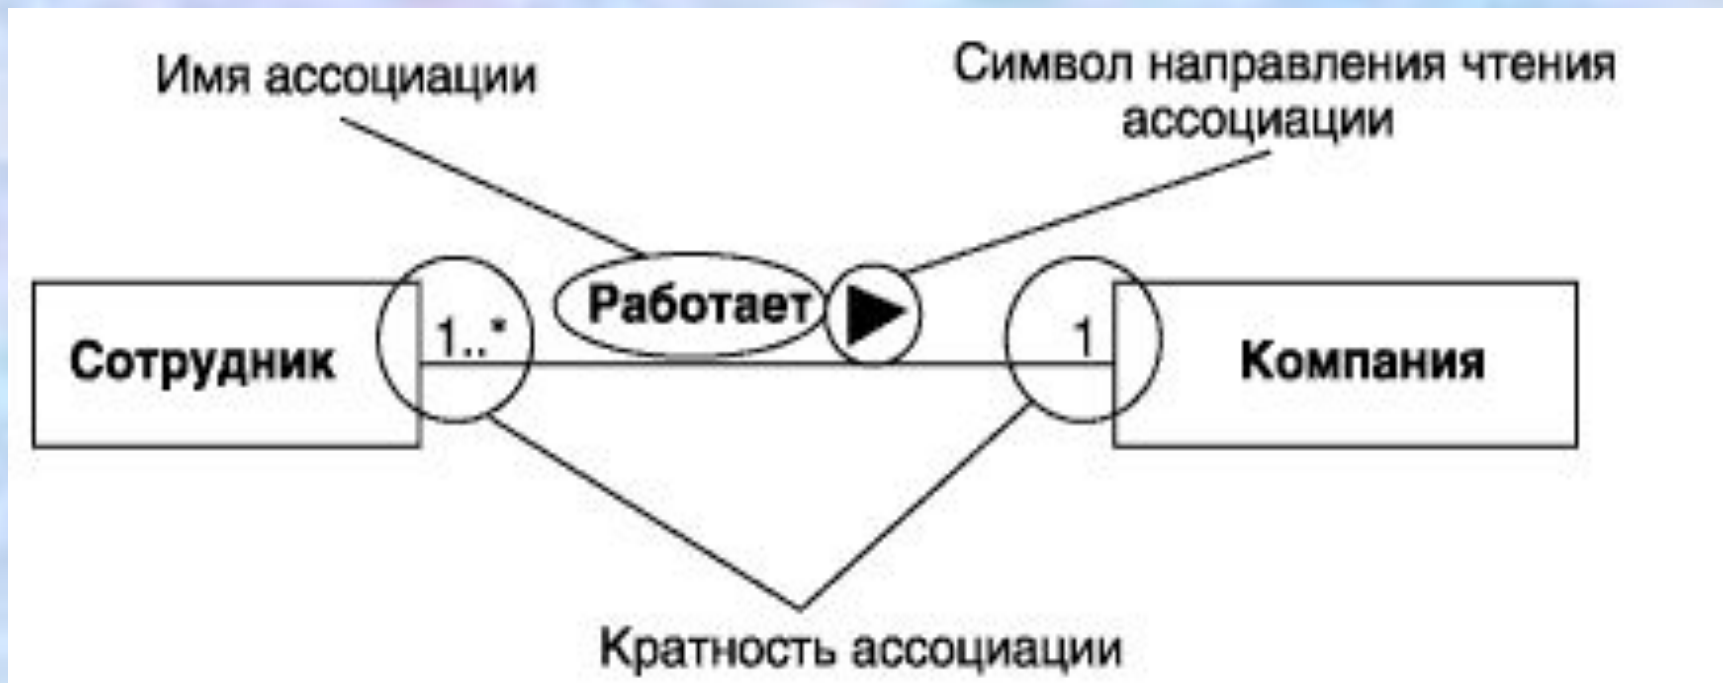 Имя ассоциации
Символ направления чтения
ассоциации
Сотрудник
1..*
Работает
1
Компания
Кратность ассоциации